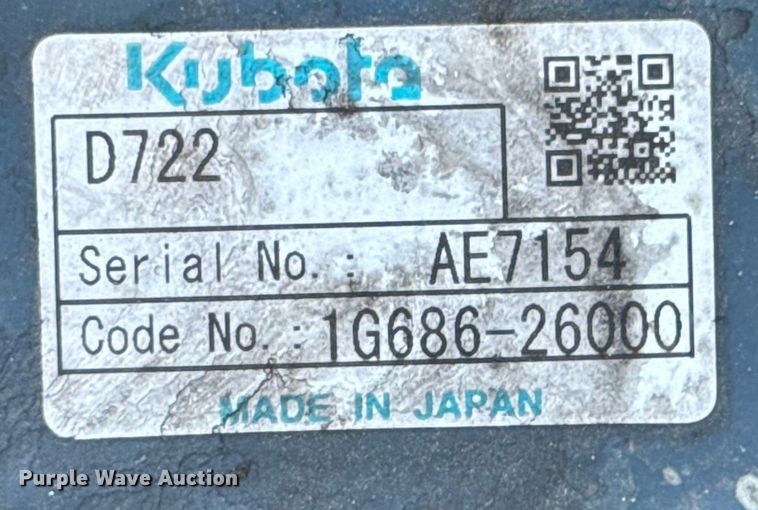 Kubota
D722
Serial No. : AE7154
Code No. : 1G686-26000
MADE IN JAPAN
Purple Wave Auction